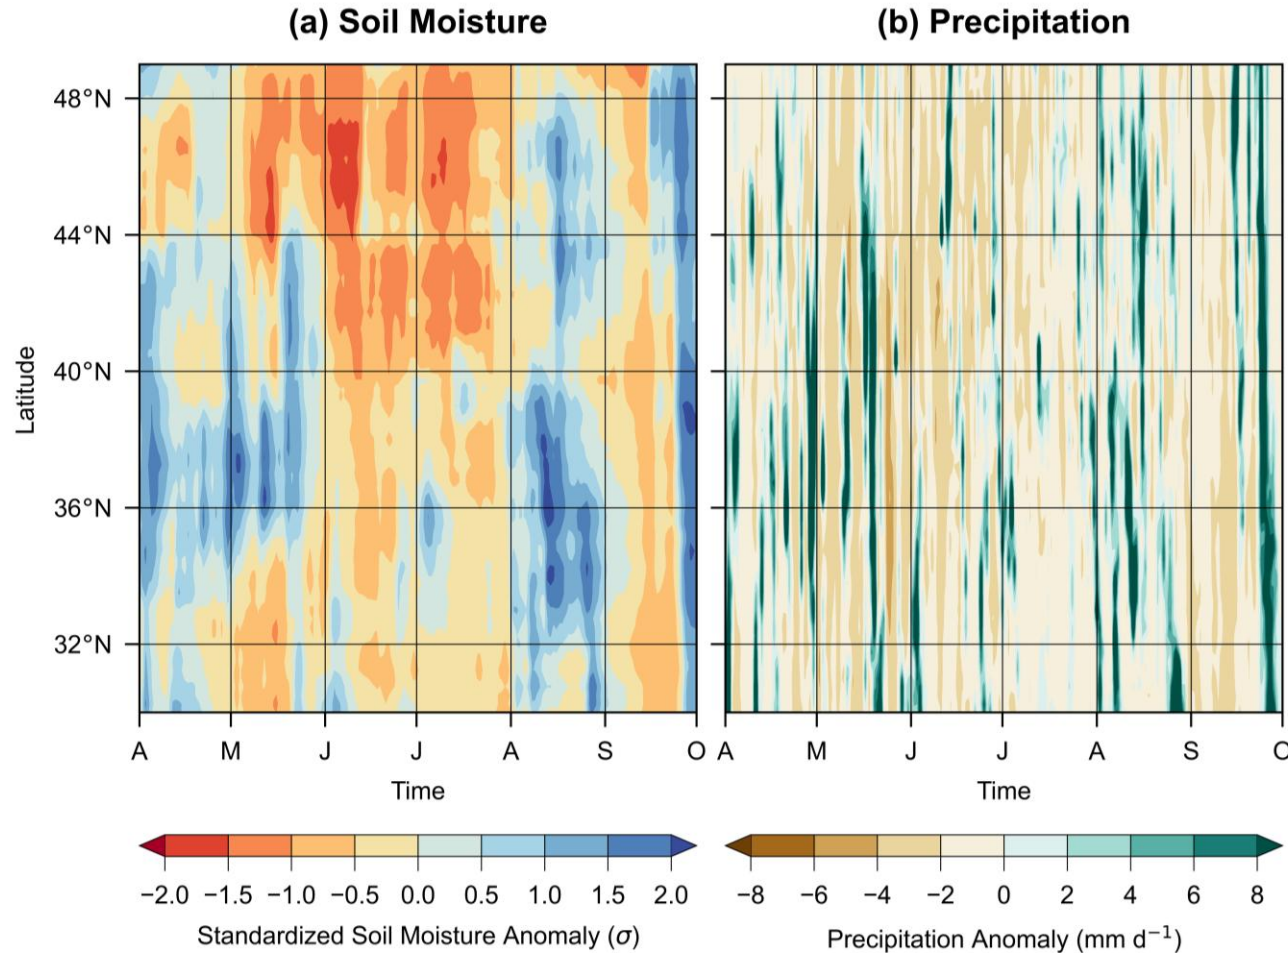 (a) Soil Moisture
(b) Precipitation
48°N
44°N
40°N
36°N
32°N
Latitude
A M J J A S O
A M J J A S O
Time
Time
−2.0 −1.5 −1.0 −0.5 0.0 0.5 1.0 1.5 2.0
−8 −6 −4 −2 0 2 4 6 8
Standardized Soil Moisture Anomaly (σ)
Precipitation Anomaly (mm d⁻¹)